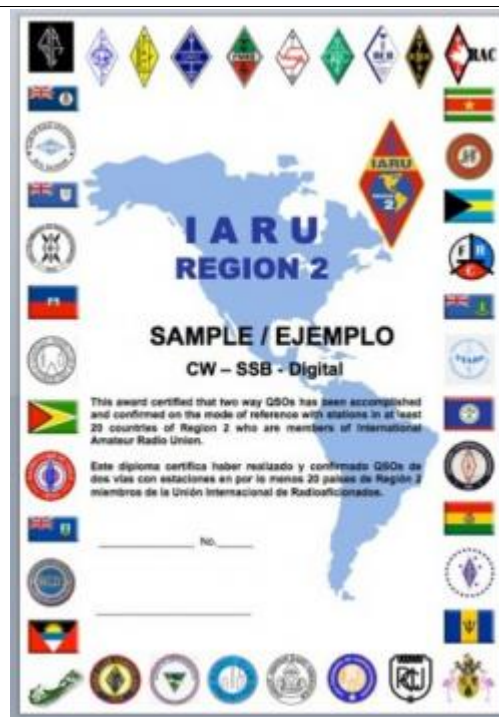 RAC
IARU
2
I A R U
REGION 2
F R
C
SAMPLE / EJEMPLO
CW – SSB - Digital
This award certified that two way QSOs has been accomplished
and confirmed on the mode of reference with stations in at least
20 countries of Region 2 who are members of International
Amateur Radio Union.
Este diploma certifica haber realizado y confirmado QSOs de
dos vías con estaciones en por lo menos 20 países de Región 2
miembros de la Unión Internacional de Radioaficionados.
No.